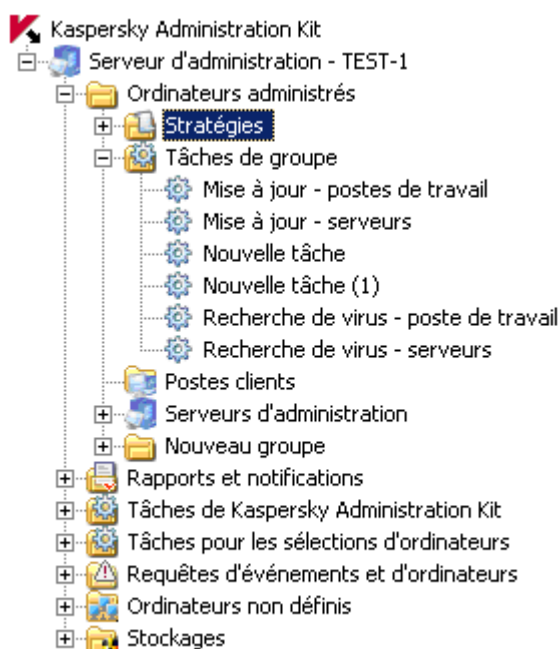 Kaspersky Administration Kit
Serveur d'administration - TEST-1
Ordinateurs administrés
Stratégies
Tâches de groupe
Mise à jour - postes de travail
Mise à jour - serveurs
Nouvelle tâche
Nouvelle tâche (1)
Recherche de virus - poste de travail
Recherche de virus - serveurs
Postes clients
Serveurs d'administration
Nouveau groupe
Rapports et notifications
Tâches de Kaspersky Administration Kit
Tâches pour les sélections d'ordinateurs
Requêtes d'événements et d'ordinateurs
Ordinateurs non définis
Stockages